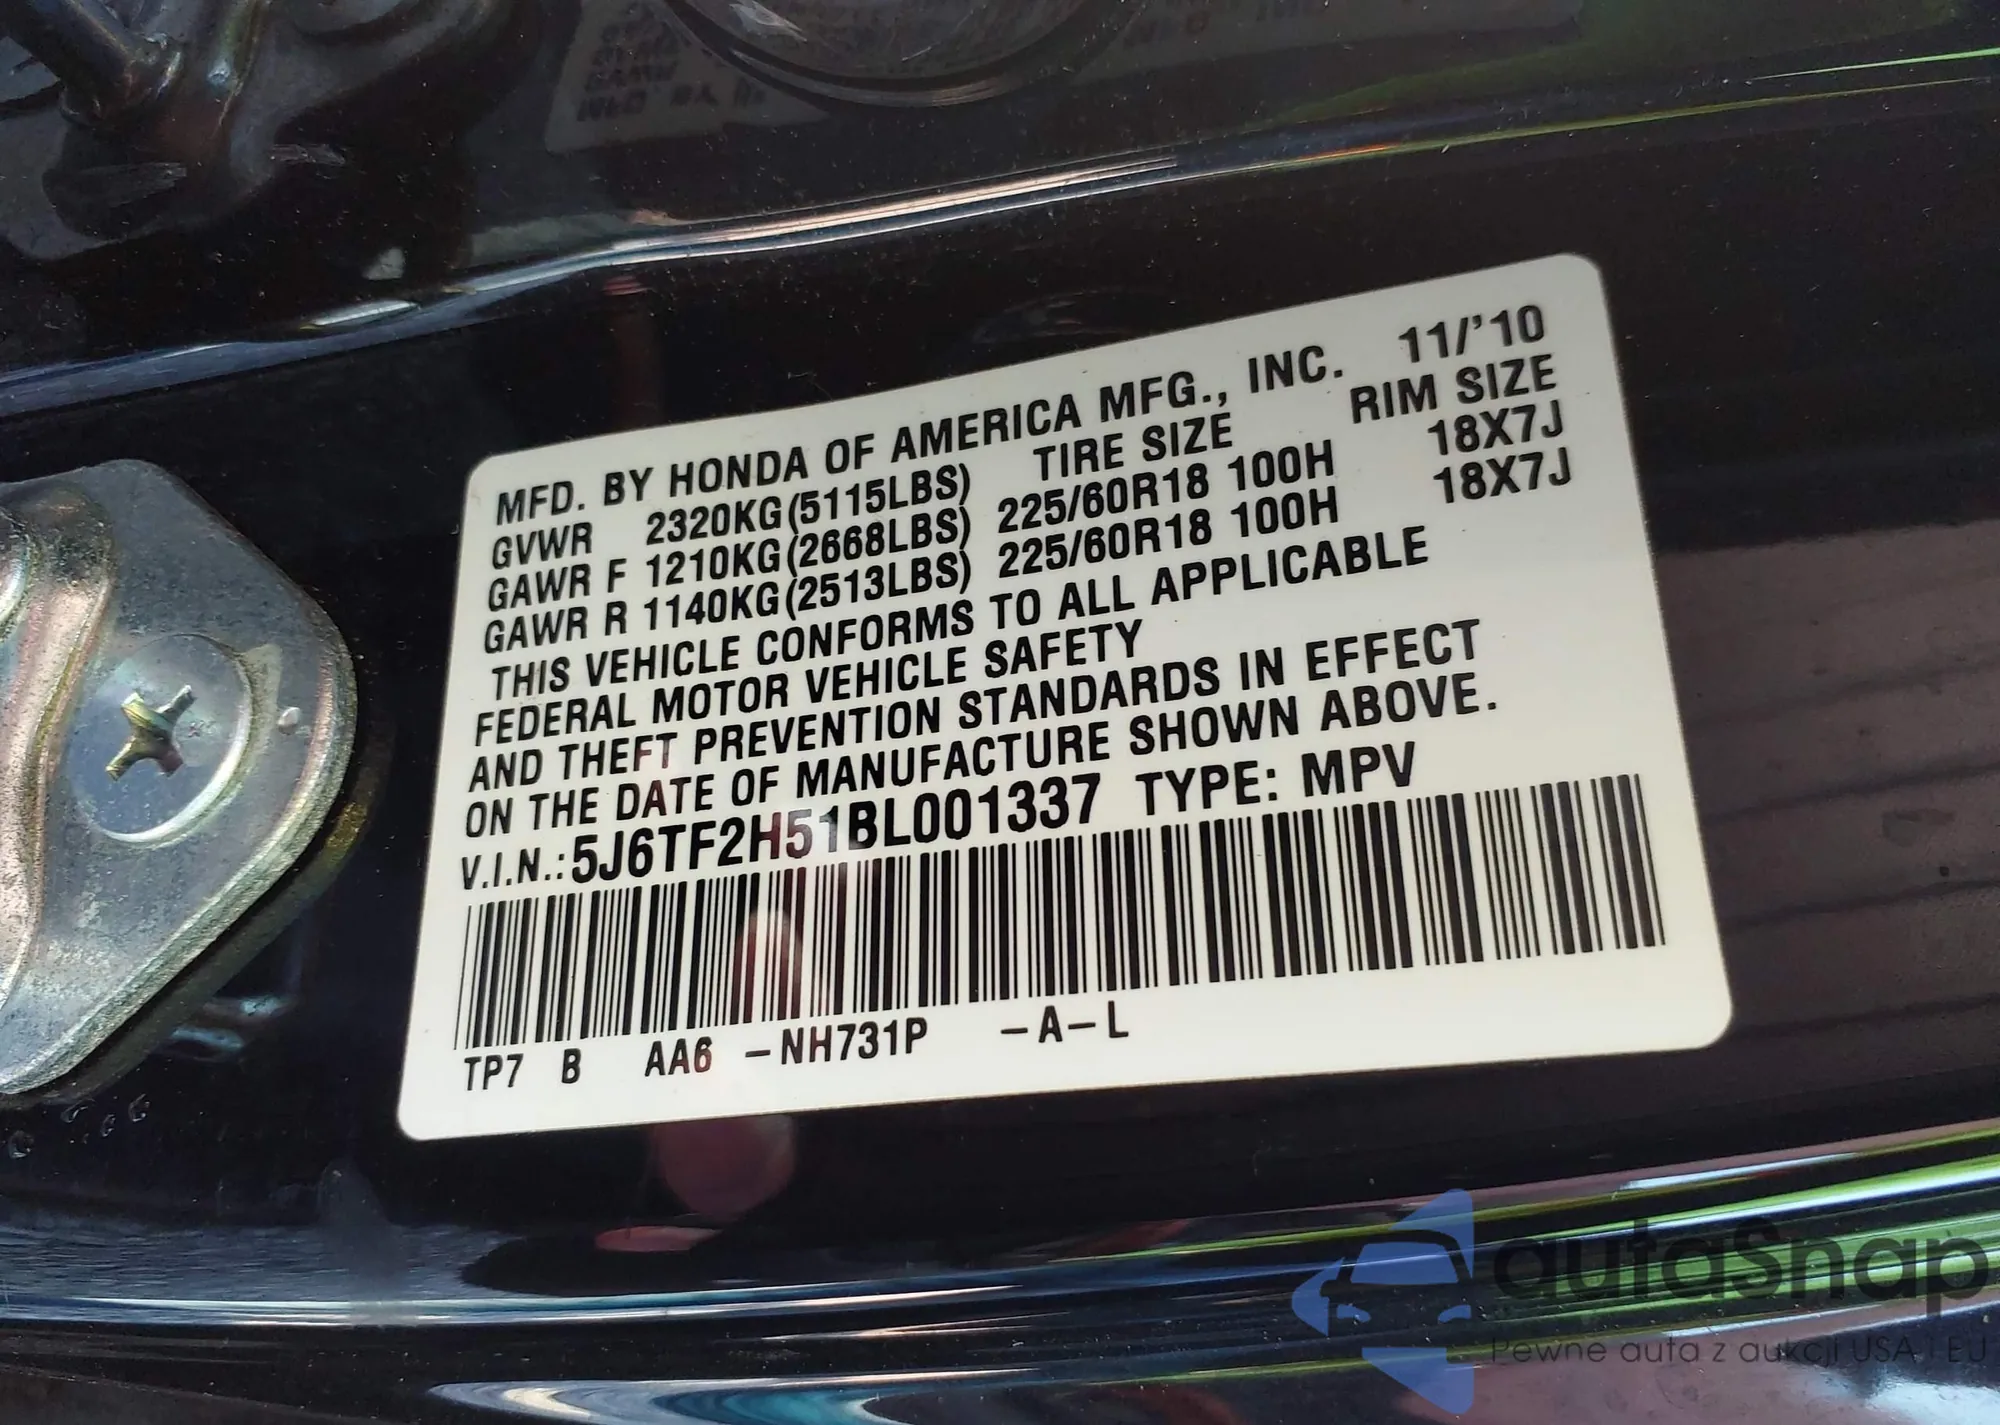 MFD. BY HONDA OF AMERICA MFG., INC. 11/'10
GVWR 2320KG(5115LBS) TIRE SIZE RIM SIZE
GAWR F 1210KG(2668LBS) 225/60R18 100H 18X7J
GAWR R 1140KG(2513LBS) 225/60R18 100H 18X7J
THIS VEHICLE CONFORMS TO ALL APPLICABLE
FEDERAL MOTOR VEHICLE SAFETY
AND THEFT PREVENTION STANDARDS IN EFFECT
ON THE DATE OF MANUFACTURE SHOWN ABOVE.
V.I.N.: 5J6TF2H51BL001337 TYPE: MPV
TP7 B AA6 -NH731P -A-L
autaSnap
Pewne auta z aukcji USA i EU